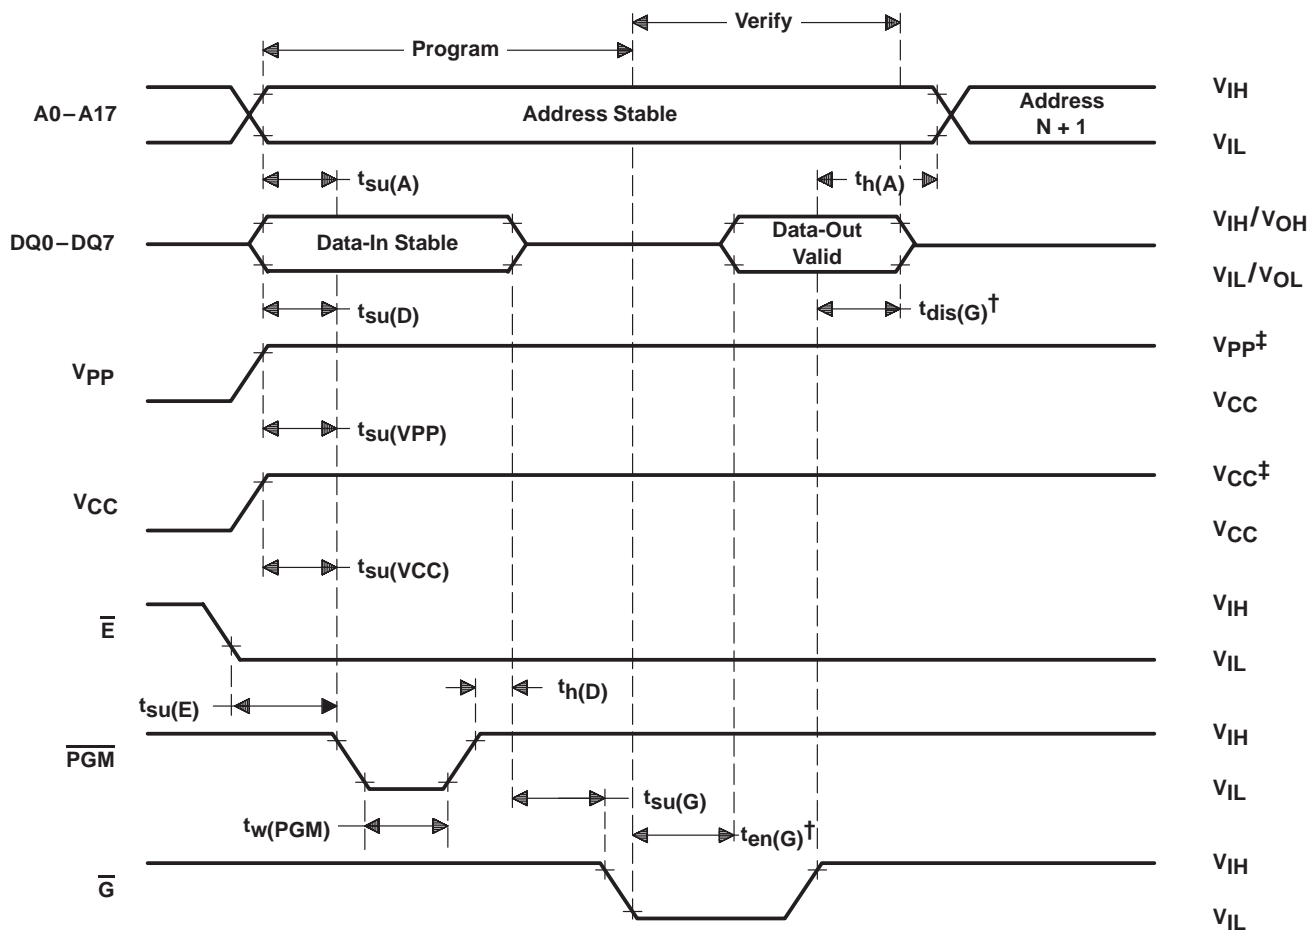 Verify
Program
A0–A17
Address Stable
Address
N + 1
VIH
VIL
tsu(A)
th(A)
DQ0–DQ7
Data-In Stable
Data-Out
Valid
VIH/VOH
VIL/VOL
tsu(D)
tdis(G)†
VPP
VPP‡
VCC
tsu(VPP)
VCC
VCC‡
VCC
tsu(VCC)
E
VIH
VIL
tsu(E)
th(D)
PGM
VIH
VIL
tsu(G)
tw(PGM)
ten(G)†
G
VIH
VIL